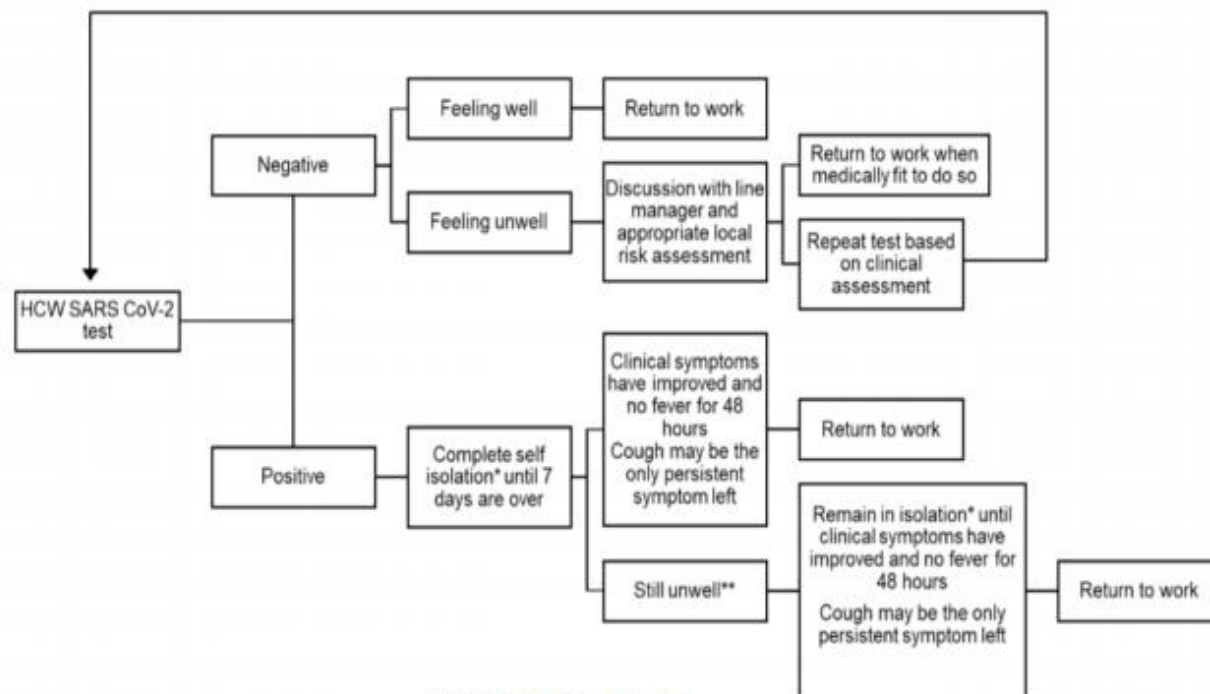 Feeling well
Return to work
Negative
Return to work when
medically fit to do so
Discussion with line
manager and
appropriate local
risk assessment
Feeling unwell
Repeat test based
on clinical
assessment
HCW SARS CoV-2
test
Clinical symptoms
have improved and
no fever for 48
hours
Cough may be the
only persistent
symptom left
Return to work
Positive
Complete self
isolation* until 7
days are over
Remain in isolation* until
clinical symptoms have
improved and no fever for
48 hours
Cough may be the only
persistent symptom left
Still unwell**
Return to work